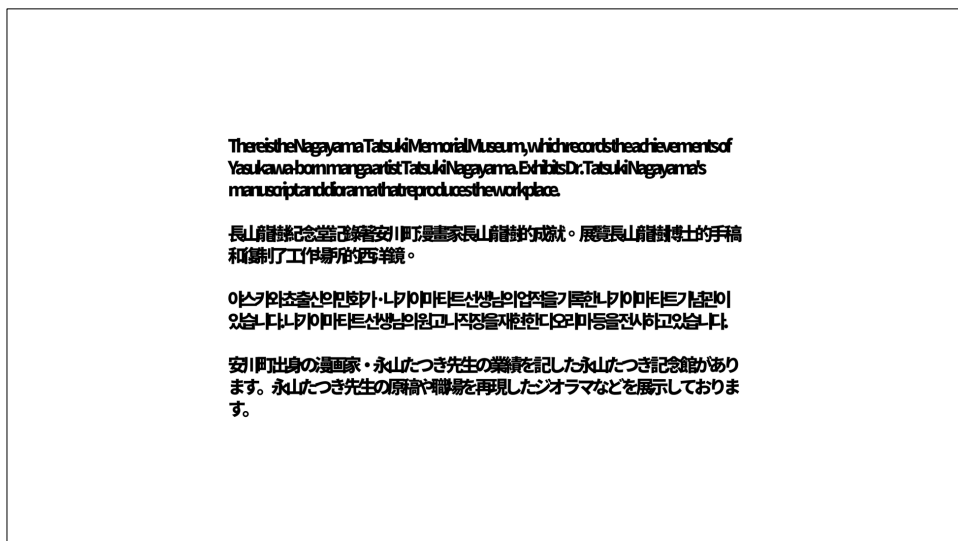 There is the Nagayama Tatsuki Memorial Museum, which records the achievements of
Yasukawa-born manga artist Tatsuki Nagayama. Exhibits Dr. Tatsuki Nagayama's
manuscript and diorama that reproduces the workplace.
長山龍樹紀念堂記錄著安川町漫畫家長山龍樹的成就。展覽長山龍樹博士的手稿
和復制了工作場所的西洋鏡。
야스카와쵸출신의만화가·나가야마타트선생님의업적을기록한나가야마타트기념관이
있습니다.나가야마타트선생님의원고나직장을재현한디오라마등을전시하고있습니다.
安川町出身の漫画家・永山たつき先生の業績を記した永山たつき記念館があり
ます。永山たつき先生の原稿や職場を再現したジオラマなどを展示しておりま
す。